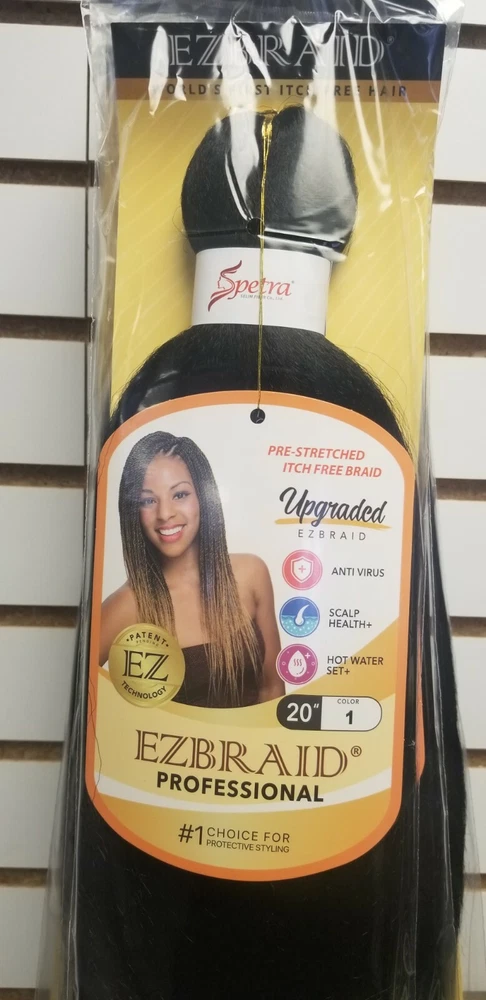 EZBRAID®
WORLD'S FIRST ITCH FREE HAIR
Spetra®
PRE-STRETCHED
ITCH FREE BRAID
Upgraded
EZBRAID
ANTI VIRUS
SCALP
HEALTH+
HOT WATER
SET+
PATENT
EZ
TECHNOLOGY
20"
COLOR
1
EZBRAID®
PROFESSIONAL
#1 CHOICE FOR
PROTECTIVE STYLING